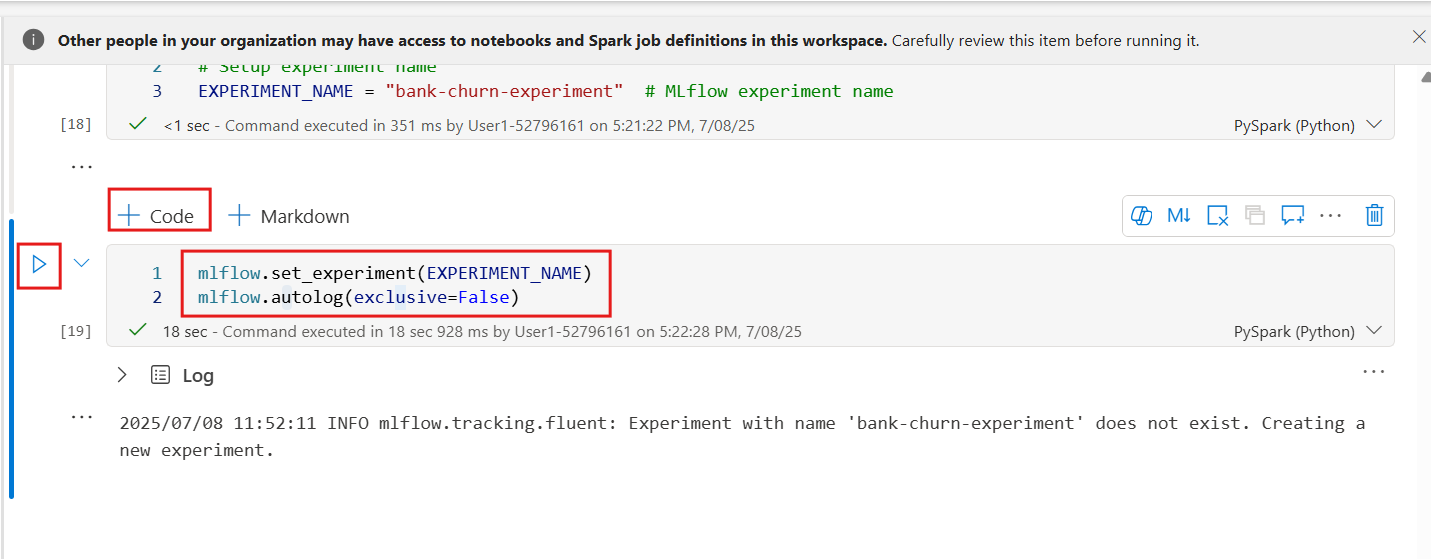 Other people in your organization may have access to notebooks and Spark job definitions in this workspace. Carefully review this item before running it.
2 # Setup experiment name
3 EXPERIMENT_NAME = "bank-churn-experiment" # MLflow experiment name
[18] <1 sec - Command executed in 351 ms by User1-52796161 on 5:21:22 PM, 7/08/25 PySpark (Python)
+ Code + Markdown M↓ ...
1 mlflow.set_experiment(EXPERIMENT_NAME)
2 mlflow.autolog(exclusive=False)
[19] 18 sec - Command executed in 18 sec 928 ms by User1-52796161 on 5:22:28 PM, 7/08/25 PySpark (Python)
Log
2025/07/08 11:52:11 INFO mlflow.tracking.fluent: Experiment with name 'bank-churn-experiment' does not exist. Creating a
new experiment.